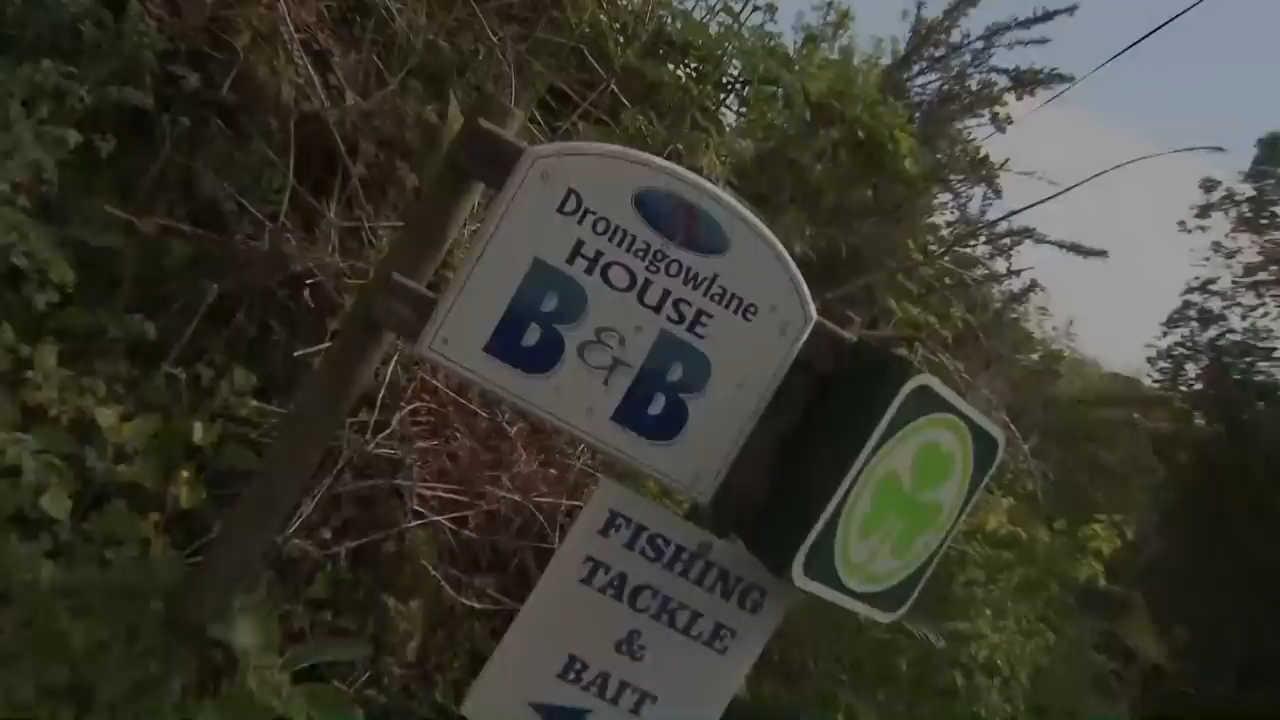 Dromagowlane
HOUSE
B & B
FISHING
TACKLE
&
BAIT